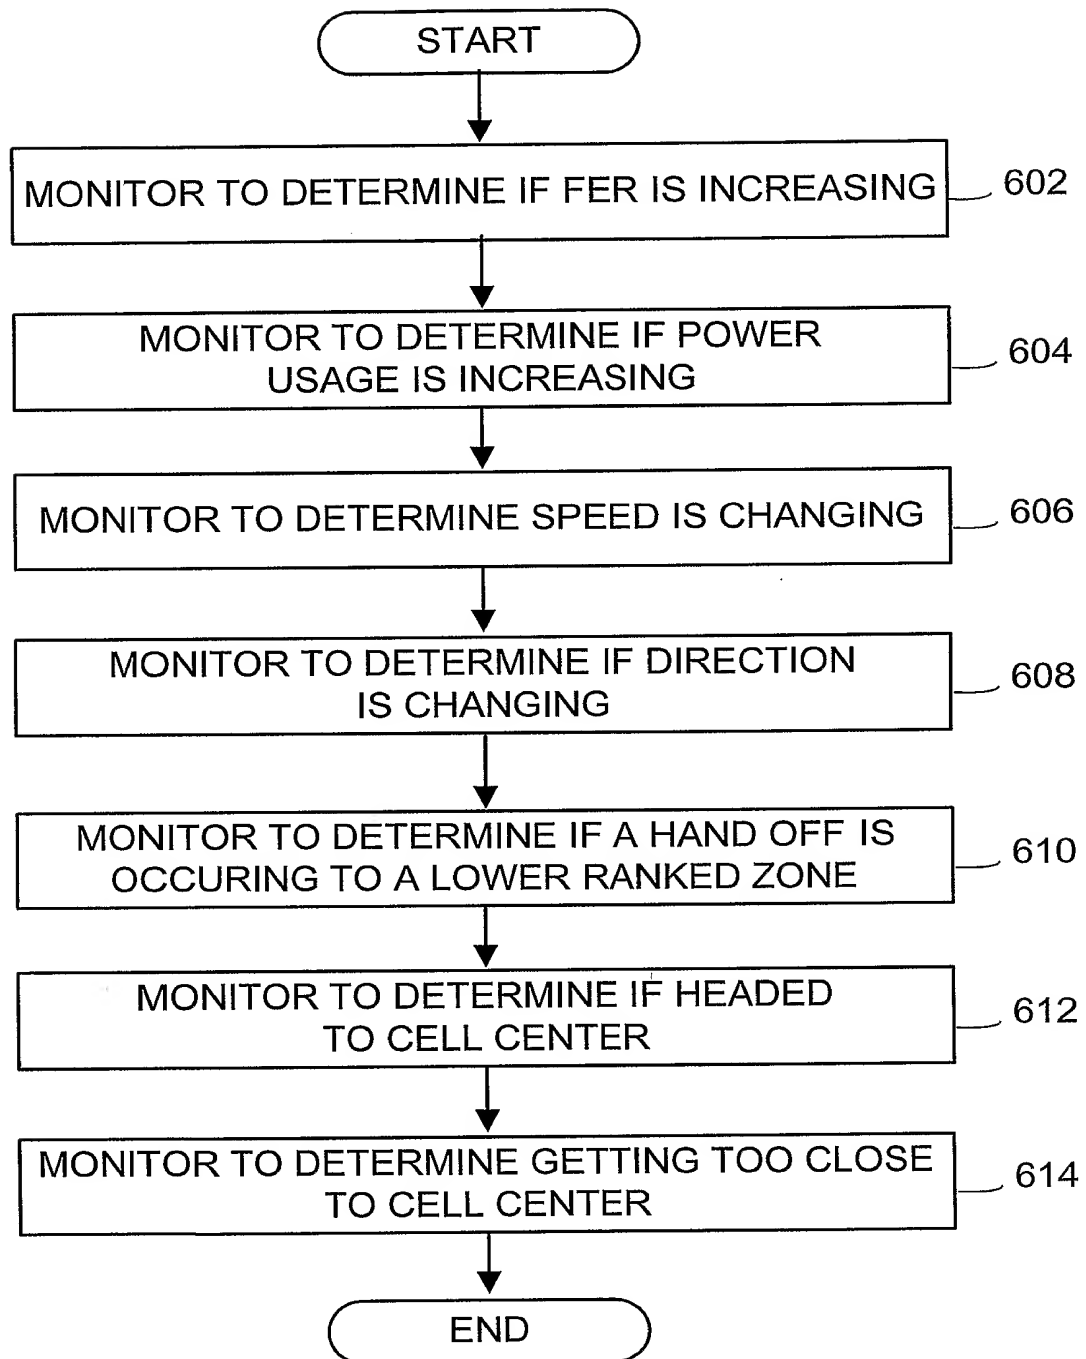 START
MONITOR TO DETERMINE IF FER IS INCREASING
602
MONITOR TO DETERMINE IF POWER
USAGE IS INCREASING
604
MONITOR TO DETERMINE SPEED IS CHANGING
606
MONITOR TO DETERMINE IF DIRECTION
IS CHANGING
608
MONITOR TO DETERMINE IF A HAND OFF IS
OCCURING TO A LOWER RANKED ZONE
610
MONITOR TO DETERMINE IF HEADED
TO CELL CENTER
612
MONITOR TO DETERMINE GETTING TOO CLOSE
TO CELL CENTER
614
END